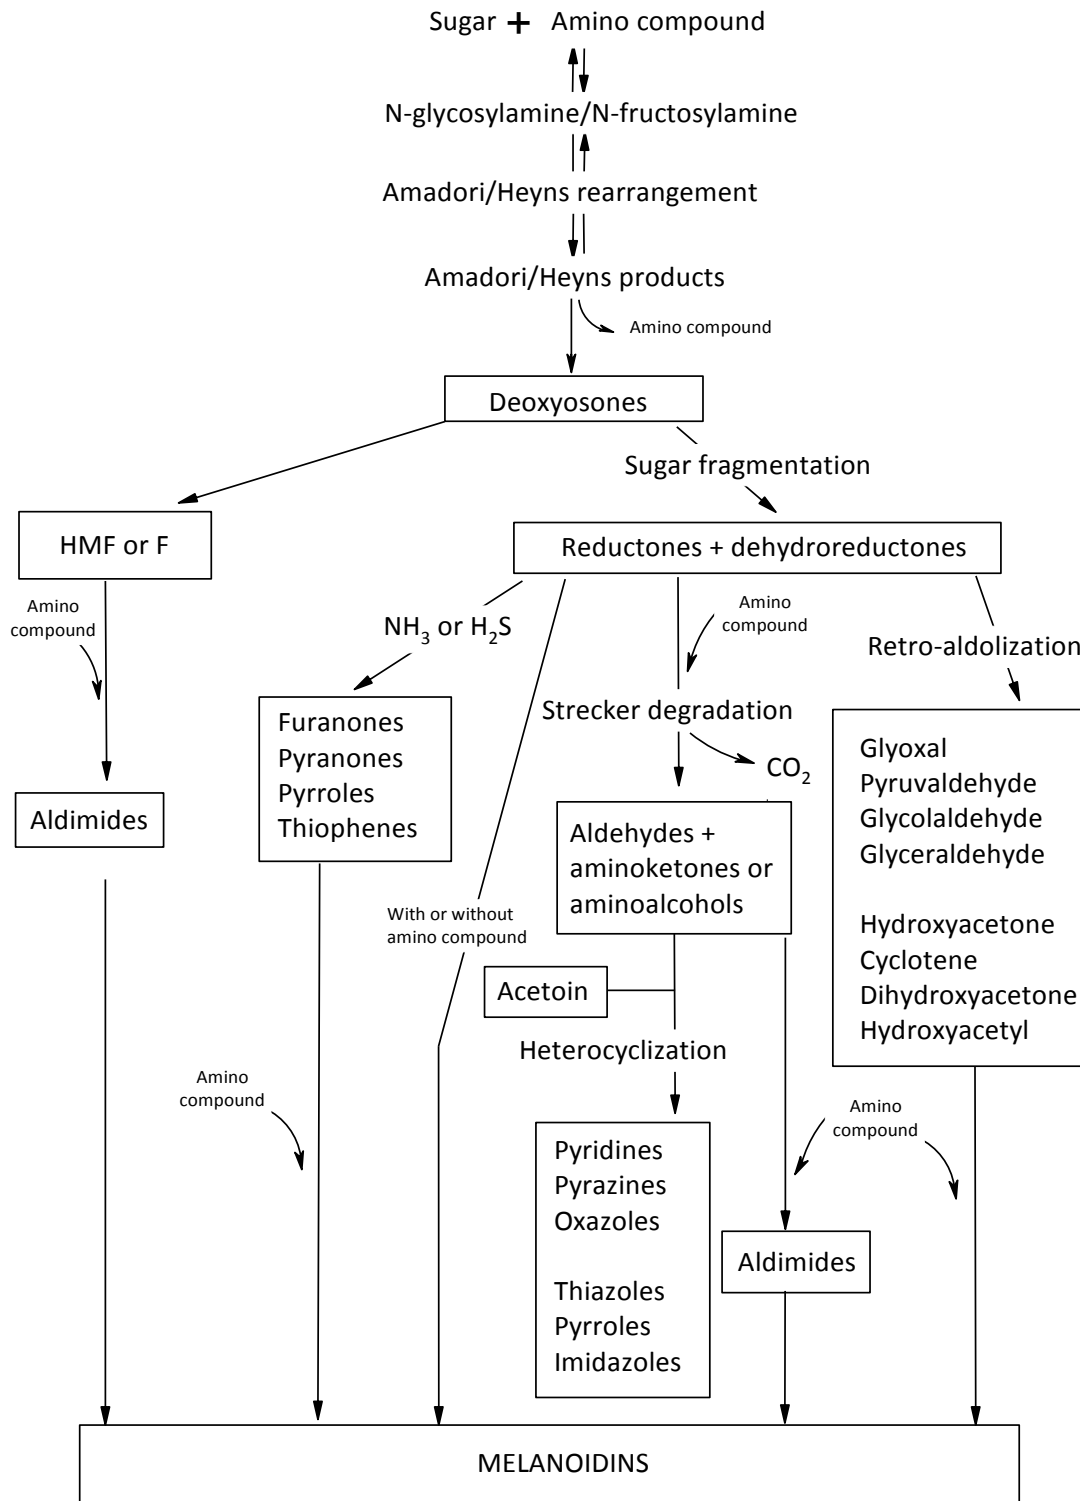 Sugar + Amino compound
N-glycosylamine/N-fructosylamine
Amadori/Heyns rearrangement
Amadori/Heyns products
Amino compound
Deoxyosones
Sugar fragmentation
HMF or F
Reductones + dehydroreductones
Amino
compound
NH₃ or H₂S
Amino
compound
Retro-aldolization
Furanones
Pyranones
Pyrroles
Thiophenes
Strecker degradation
CO₂
Glyoxal
Pyruvaldehyde
Glycolaldehyde
Glyceraldehyde
Hydroxyacetone
Cyclotene
Dihydroxyacetone
Hydroxyacetyl
Aldimides
Aldehydes +
aminoketones or
aminoalcohols
With or without
amino compound
Acetoin
Heterocyclization
Amino
compound
Amino
compound
Pyridines
Pyrazines
Oxazoles
Thiazoles
Pyrroles
Imidazoles
Aldimides
MELANOIDINS